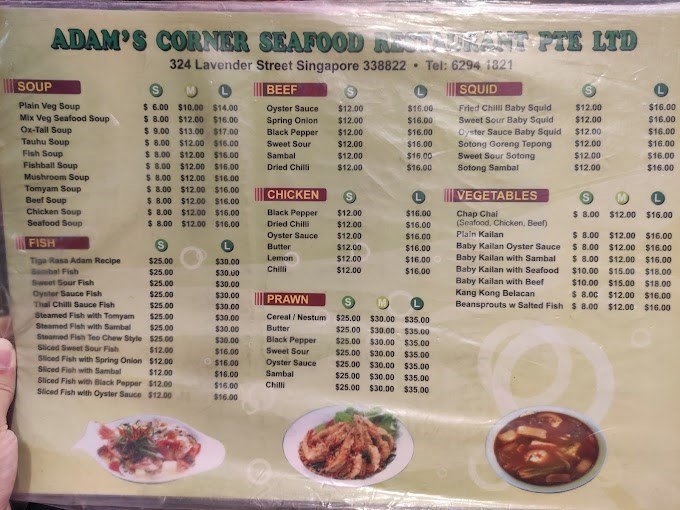 ADAM'S CORNER SEAFOOD RESTAURANT PTE LTD
324 Lavender Street Singapore 338822 • Tel: 6294 1821
SOUP S M L
Plain Veg Soup $ 6.00 $10.00 $14.00
Mix Veg Seafood Soup $ 8.00 $12.00 $16.00
Ox-Tail Soup $ 9.00 $13.00 $17.00
Tauhu Soup $ 8.00 $12.00 $16.00
Fish Soup $ 8.00 $12.00 $16.00
Fishball Soup $ 8.00 $12.00 $16.00
Mushroom Soup $ 8.00 $12.00 $16.00
Tomyam Soup $ 8.00 $12.00 $16.00
Beef Soup $ 8.00 $12.00 $16.00
Chicken Soup $ 8.00 $12.00 $16.00
Seafood Soup $ 8.00 $12.00 $16.00
FISH S L
Tiga Rasa Adam Recipe $25.00 $30.00
Sambal Fish $25.00 $30.00
Sweet Sour Fish $25.00 $30.00
Oyster Sauce Fish $25.00 $30.00
Thai Chilli Sauce Fish $25.00 $30.00
Steamed Fish with Tomyam $25.00 $30.00
Steamed Fish with Sambal $25.00 $30.00
Steamed Fish Teo Chew Style $25.00 $30.00
Sliced Sweet Sour Fish $12.00 $16.00
Sliced Fish with Spring Onion $12.00 $16.00
Sliced Fish with Sambal $12.00 $16.00
Sliced Fish with Black Pepper $12.00 $16.00
Sliced Fish with Oyster Sauce $12.00 $16.00
BEEF S L
Oyster Sauce $12.00 $16.00
Spring Onion $12.00 $16.00
Black Pepper $12.00 $16.00
Sweet Sour $12.00 $16.00
Sambal $12.00 $16.00
Dried Chilli $12.00 $16.00
CHICKEN S L
Black Pepper $12.00 $16.00
Dried Chilli $12.00 $16.00
Oyster Sauce $12.00 $16.00
Butter $12.00 $16.00
Lemon $12.00 $16.00
Chilli $12.00 $16.00
PRAWN S M L
Cereal / Nestum $25.00 $30.00 $35.00
Butter $25.00 $30.00 $35.00
Black Pepper $25.00 $30.00 $35.00
Sweet Sour $25.00 $30.00 $35.00
Oyster Sauce $25.00 $30.00 $35.00
Sambal $25.00 $30.00 $35.00
Chilli $25.00 $30.00 $35.00
SQUID S L
Fried Chilli Baby Squid $12.00 $16.00
Sweet Sour Baby Squid $12.00 $16.00
Oyster Sauce Baby Squid $12.00 $16.00
Sotong Goreng Tepong $12.00 $16.00
Sweet Sour Sotong $12.00 $16.00
Sotong Sambal $12.00 $16.00
VEGETABLES S M L
Chap Chai $ 8.00 $12.00 $16.00
(Seafood, Chicken, Beef)
Plain Kailan $ 8.00 $12.00 $16.00
Baby Kailan Oyster Sauce $ 8.00 $12.00 $16.00
Baby Kailan with Sambal $ 8.00 $12.00 $16.00
Baby Kailan with Seafood $10.00 $15.00 $18.00
Baby Kailan with Beef $10.00 $15.00 $18.00
Kang Kong Belacan $ 8.00 $12.00 $16.00
Beansprouts w Salted Fish $ 8.00 $12.00 $16.00